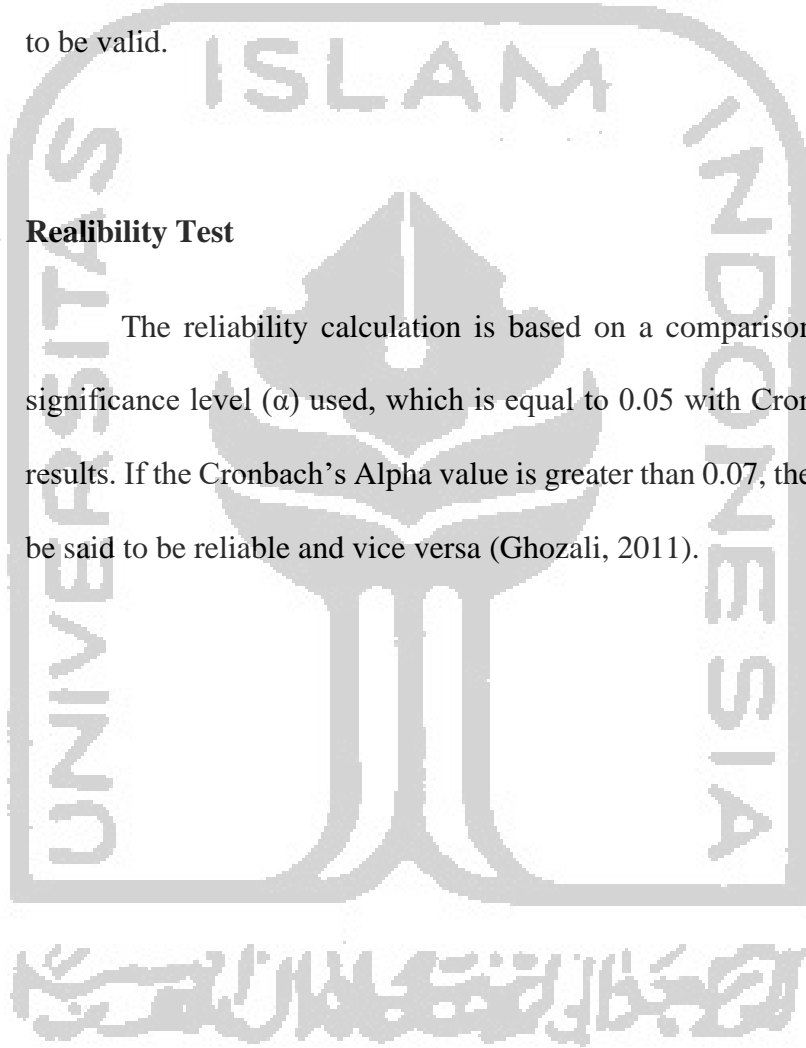 to be valid.
ISLAM
UNIVERSITAS
INDONESIA
Realibility Test
The reliability calculation is based on a comparison
significance level (α) used, which is equal to 0.05 with Cron
results. If the Cronbach’s Alpha value is greater than 0.07, the
be said to be reliable and vice versa (Ghozali, 2011).